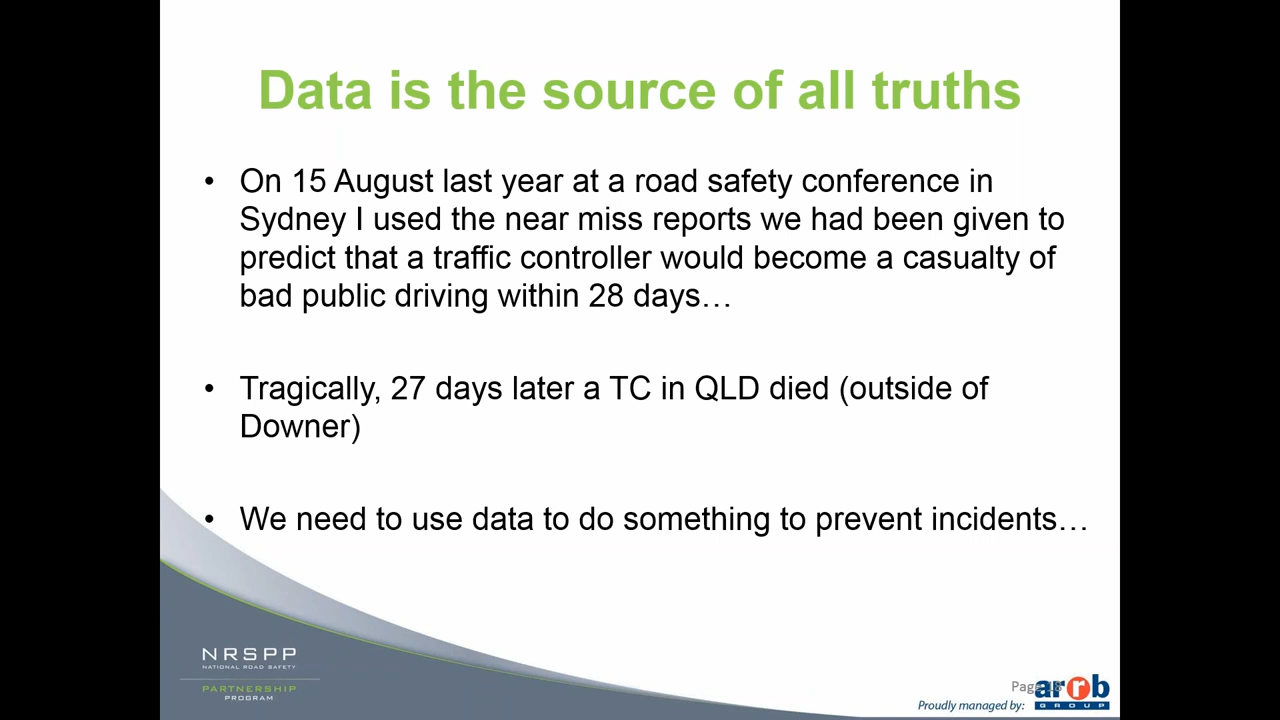 Data is the source of all truths
• On 15 August last year at a road safety conference in
Sydney I used the near miss reports we had been given to
predict that a traffic controller would become a casualty of
bad public driving within 28 days…
• Tragically, 27 days later a TC in QLD died (outside of
Downer)
• We need to use data to do something to prevent incidents…
NRSPP
NATIONAL ROAD SAFETY
PARTNERSHIP
PROGRAM
Page
Proudly managed by:
arrb
GROUP